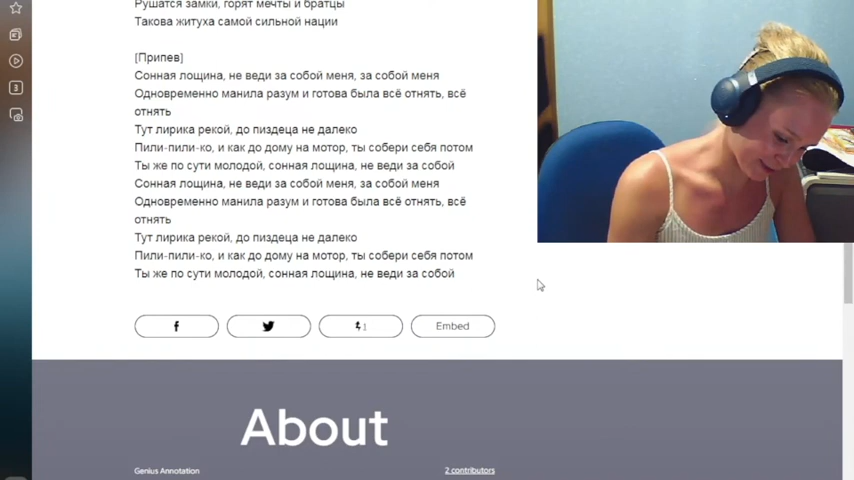 Рушатся замки, горят мечты и братцы
Такова житуха самой сильной нации
[Припев]
Сонная лощина, не веди за собой меня, за собой меня
Одновременно манила разум и готова была всё отнять, всё
отнять
Тут лирика рекой, до пиздеца не далеко
Пили-пили-ко, и как до дому на мотор, ты собери себя потом
Ты же по сути молодой, сонная лощина, не веди за собой
Сонная лощина, не веди за собой меня, за собой меня
Одновременно манила разум и готова была всё отнять, всё
отнять
Тут лирика рекой, до пиздеца не далеко
Пили-пили-ко, и как до дому на мотор, ты собери себя потом
Ты же по сути молодой, сонная лощина, не веди за собой
1
Embed
About
Genius Annotation
2 contributors
3